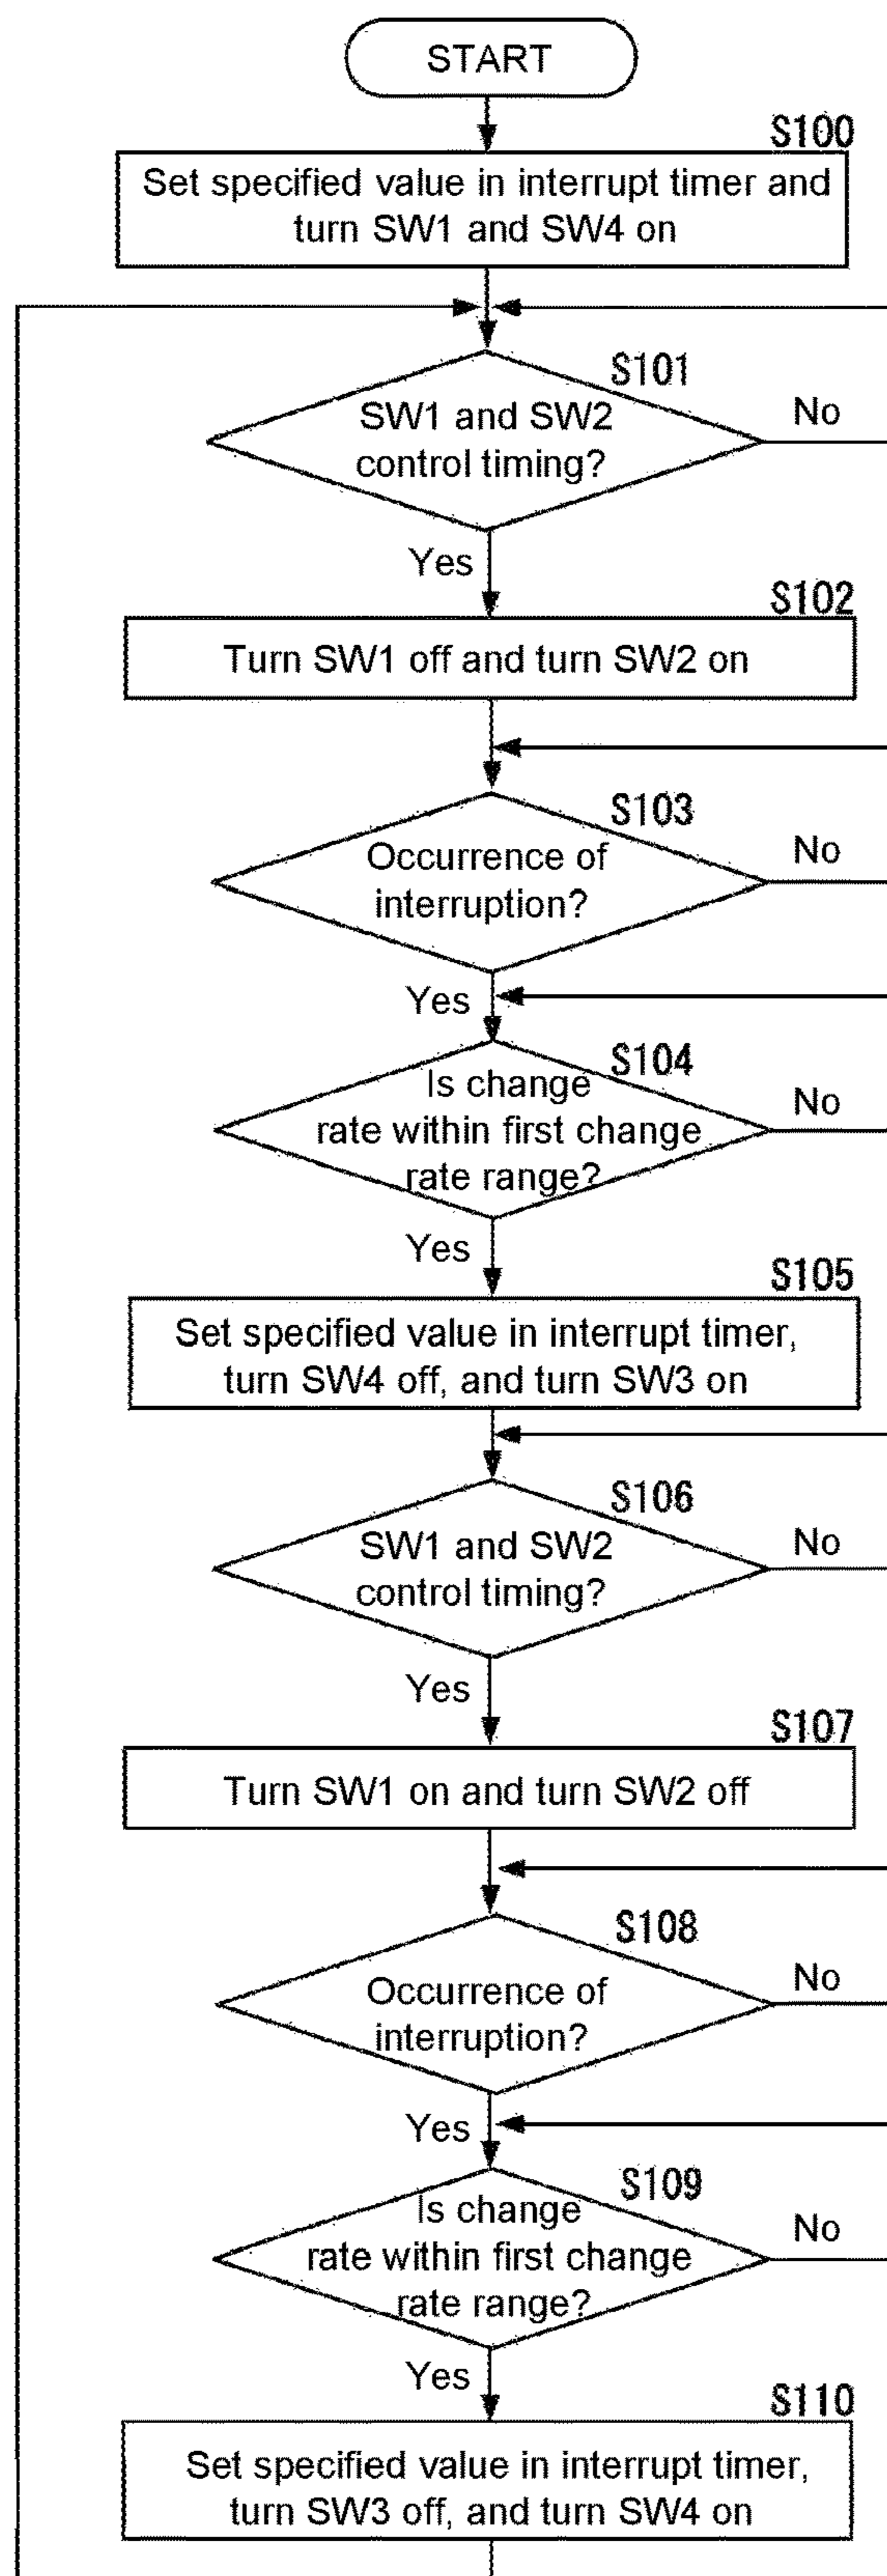 START
S100
Set specified value in interrupt timer and
turn SW1 and SW4 on
S101
SW1 and SW2
control timing?
No
Yes
S102
Turn SW1 off and turn SW2 on
S103
Occurrence of
interruption?
No
Yes
S104
Is change
rate within first change
rate range?
No
Yes
S105
Set specified value in interrupt timer,
turn SW4 off, and turn SW3 on
S106
SW1 and SW2
control timing?
No
Yes
S107
Turn SW1 on and turn SW2 off
S108
Occurrence of
interruption?
No
Yes
S109
Is change
rate within first change
rate range?
No
Yes
S110
Set specified value in interrupt timer,
turn SW3 off, and turn SW4 on